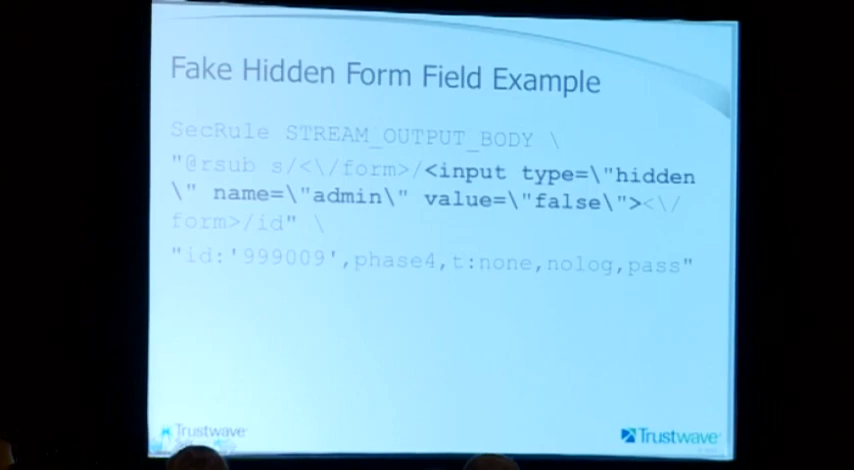 Fake Hidden Form Field Example
SecRule STREAM_OUTPUT_BODY \
"@rsub s/<\/form>/<input type=\"hidden
\" name=\"admin\" value=\"false\"><\/
form>/id" \
"id:'999009',phase4,t:none,nolog,pass"
Trustwave
Trustwave